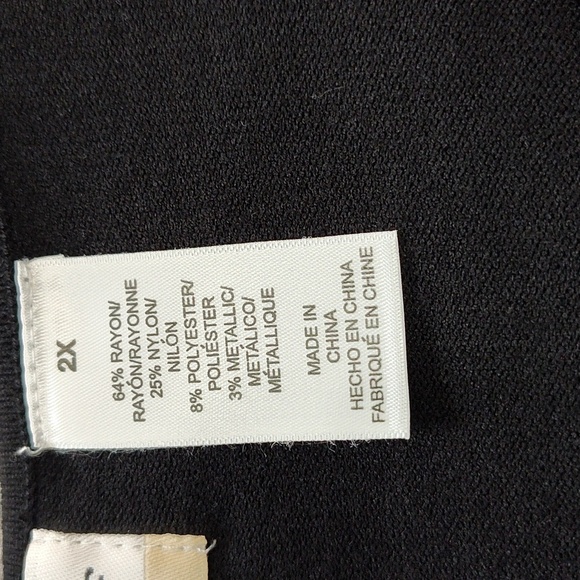 2X
64% RAYON/
RAYÓN/RAYONNE
25% NYLON/
NILÓN
8% POLYESTER/
POLIÉSTER
3% METALLIC/
METÁLICO/
MÉTALLIQUE
MADE IN
CHINA
HECHO EN CHINA
FABRIQUÉ EN CHINE